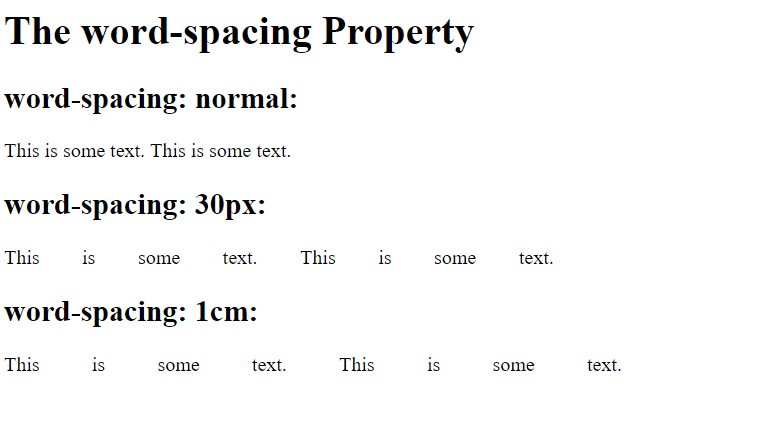 The word-spacing Property
word-spacing: normal:
This is some text. This is some text.
word-spacing: 30px:
This is some text. This is some text.
word-spacing: 1cm:
This is some text. This is some text.